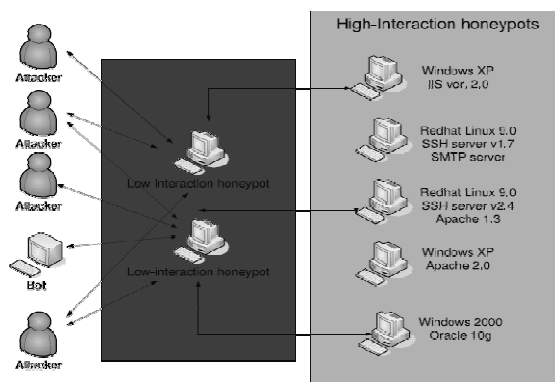 High-Interaction honeypots
Attacker
Attacker
Attacker
Bot
Attacker
Low Interaction honeypot
Low-interaction honeypot
Windows XP
IIS ver, 2,0
Redhat Linux 9.0
SSH server v1.7
SMTP server
Redhat Linux 9.0
SSH server v2.4
Apache 1.3
Windows XP
Apache 2,0
Windows 2000
Oracle 10g